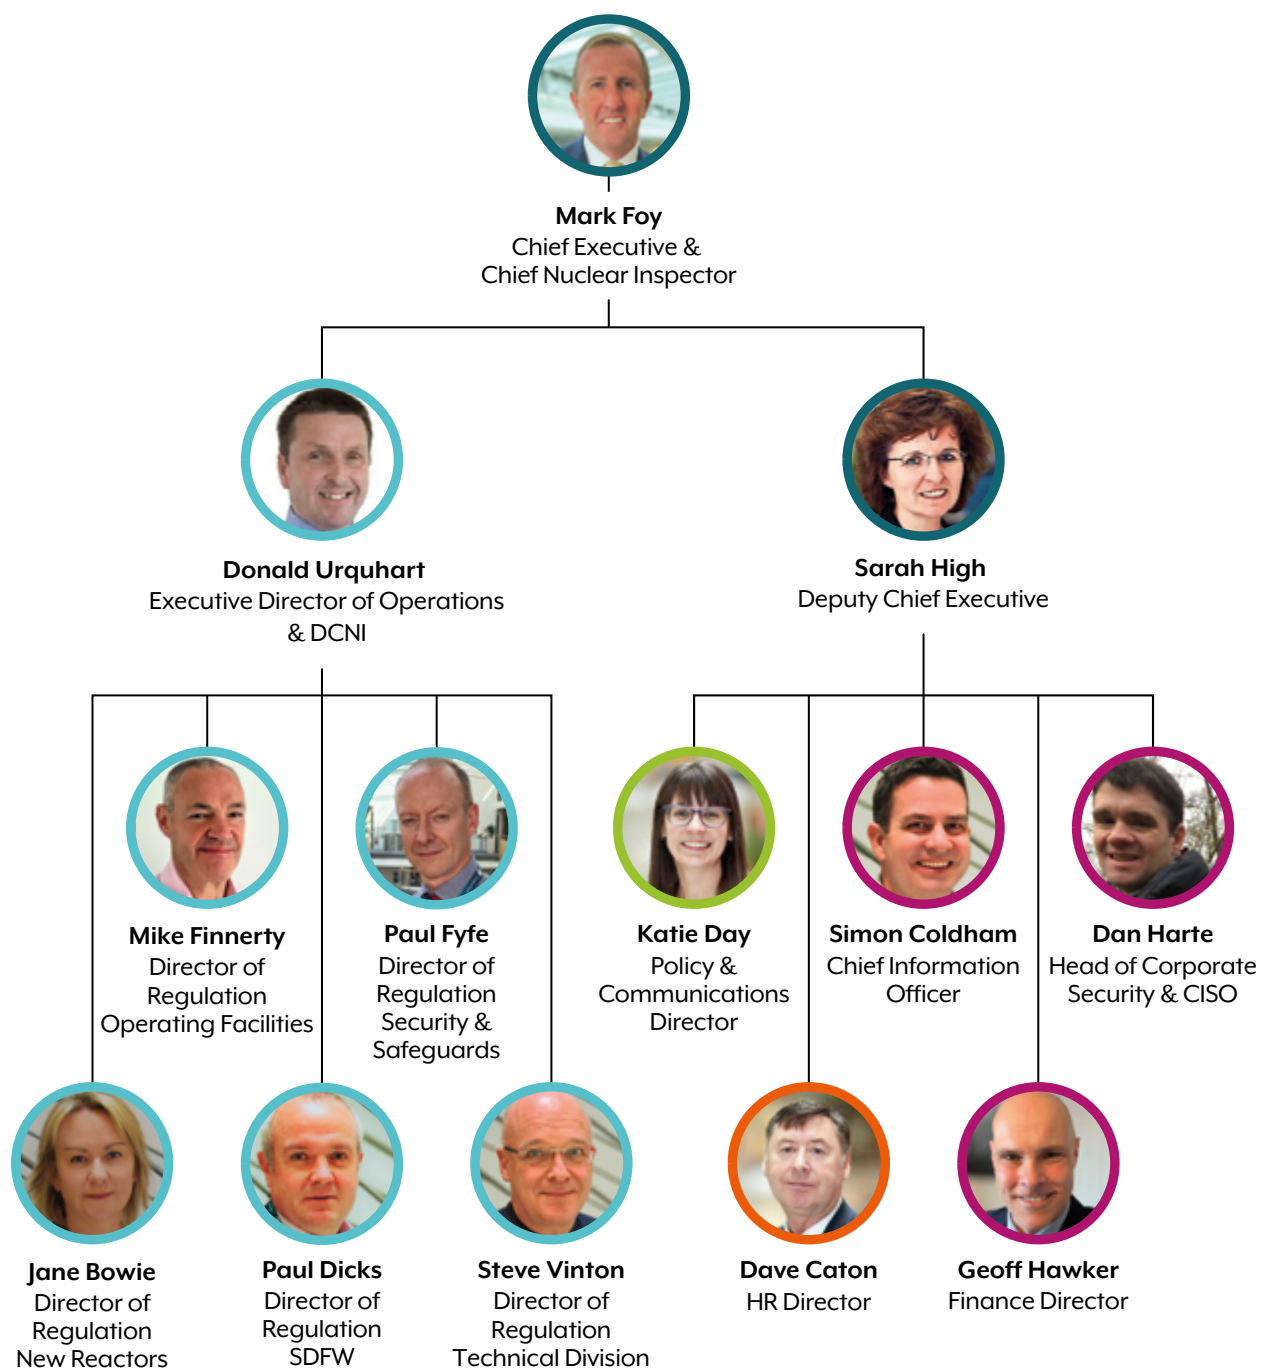 Mark Foy
Chief Executive &
Chief Nuclear Inspector
Donald Urquhart
Executive Director of Operations
& DCNI
Sarah High
Deputy Chief Executive
Mike Finnerty
Director of
Regulation
Operating Facilities
Paul Fyfe
Director of
Regulation
Security &
Safeguards
Katie Day
Policy &
Communications
Director
Simon Coldham
Chief Information
Officer
Dan Harte
Head of Corporate
Security & CISO
Jane Bowie
Director of
Regulation
New Reactors
Paul Dicks
Director of
Regulation
SDFW
Steve Vinton
Director of
Regulation
Technical Division
Dave Caton
HR Director
Geoff Hawker
Finance Director